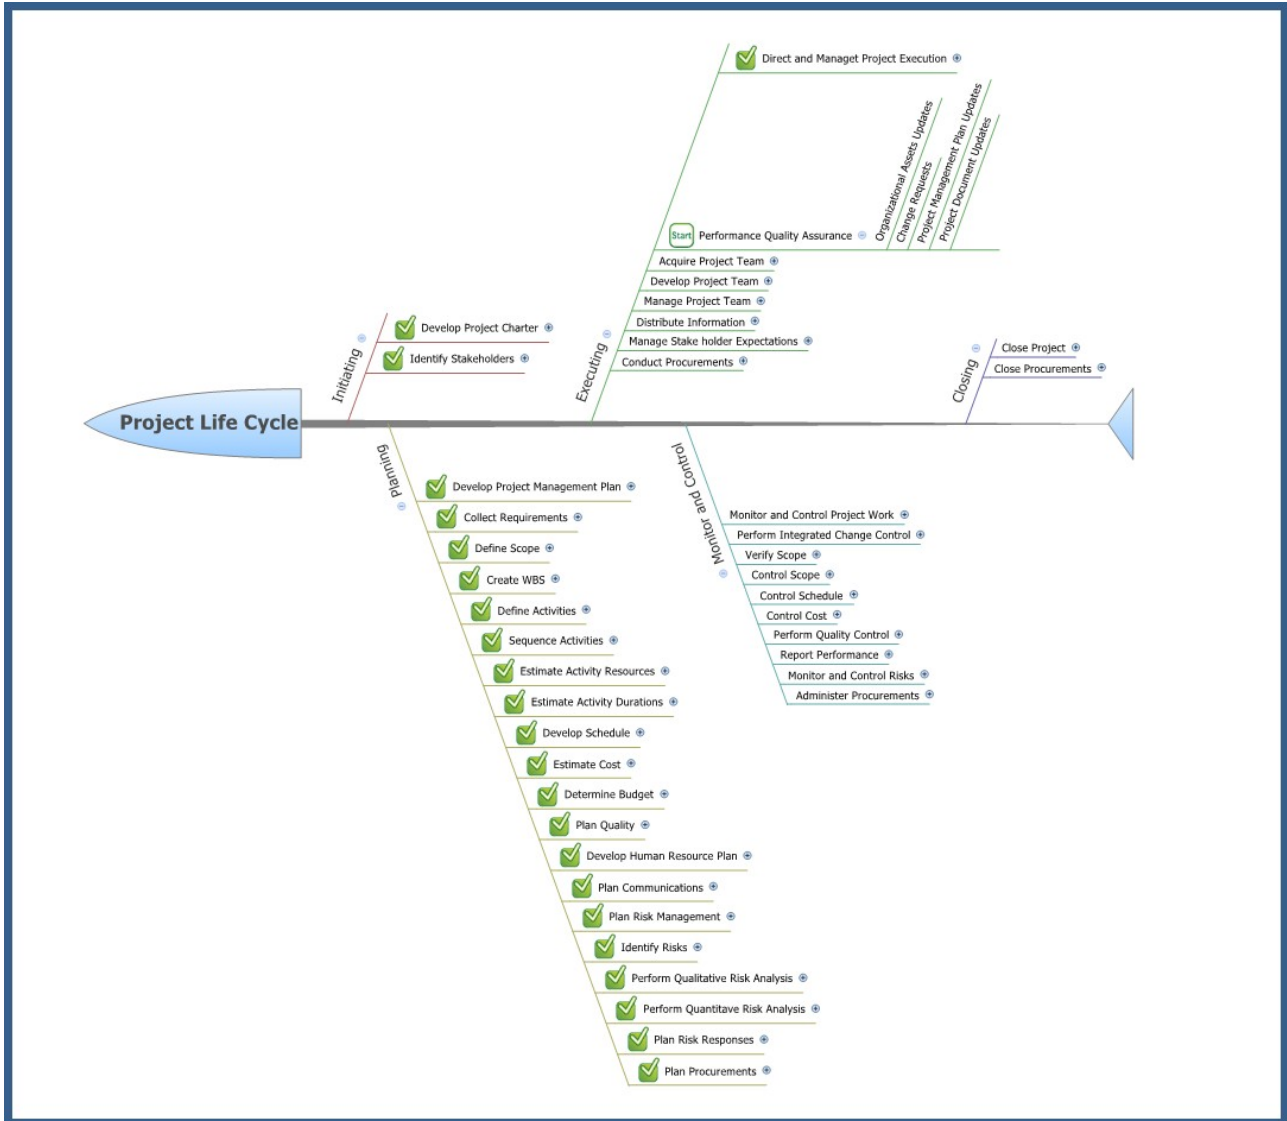 Project Life Cycle
Initiating
Develop Project Charter
Identify Stakeholders
Executing
Direct and Managet Project Execution
Start
Performance Quality Assurance
Organizational Assets Updates
Change Requests
Project Management Plan Updates
Project Document Updates
Acquire Project Team
Develop Project Team
Manage Project Team
Distribute Information
Manage Stake holder Expectations
Conduct Procurements
Closing
Close Project
Close Procurements
Planning
Develop Project Management Plan
Collect Requirements
Define Scope
Create WBS
Define Activities
Sequence Activities
Estimate Activity Resources
Estimate Activity Durations
Develop Schedule
Estimate Cost
Determine Budget
Plan Quality
Develop Human Resource Plan
Plan Communications
Plan Risk Management
Identify Risks
Perform Qualitative Risk Analysis
Perform Quantitave Risk Analysis
Plan Risk Responses
Plan Procurements
Monitor and Control
Monitor and Control Project Work
Perform Integrated Change Control
Verify Scope
Control Scope
Control Schedule
Control Cost
Perform Quality Control
Report Performance
Monitor and Control Risks
Administer Procurements